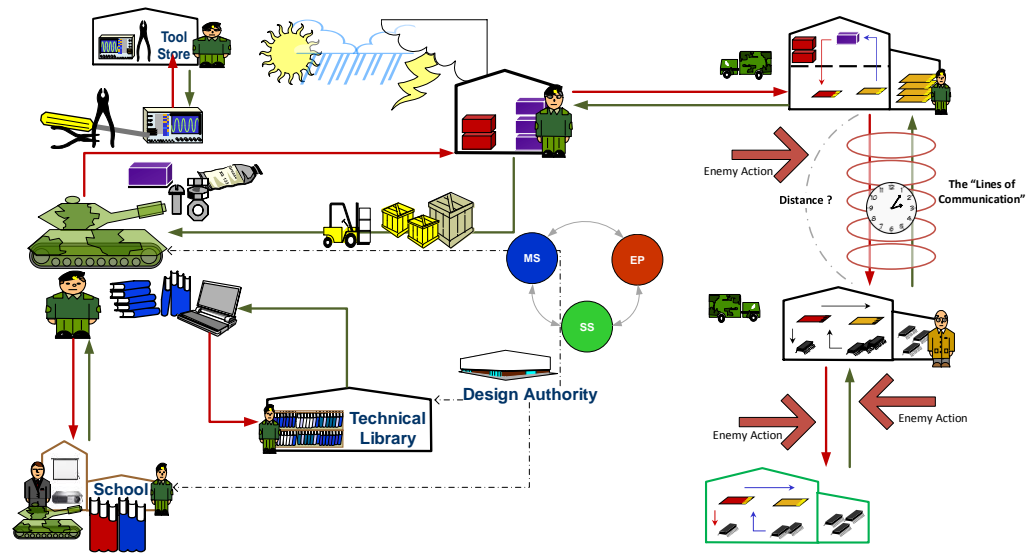 Tool
Store
Enemy Action
Distance ?
The "Lines of
Communication"
MS
EP
SS
Design Authority
Technical
Library
School
Enemy Action
Enemy Action